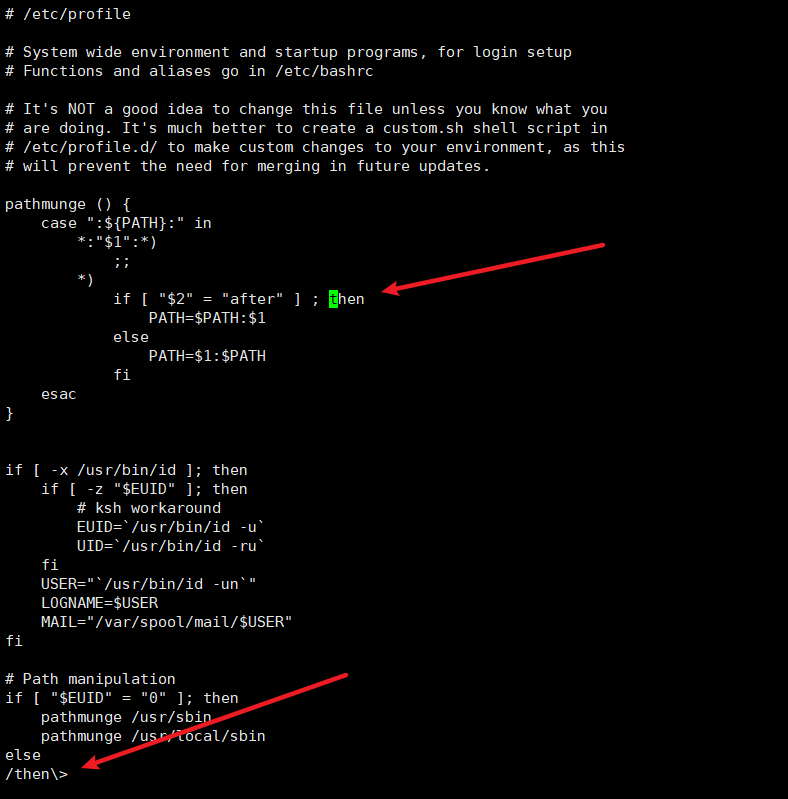 # /etc/profile
# System wide environment and startup programs, for login setup
# Functions and aliases go in /etc/bashrc
# It's NOT a good idea to change this file unless you know what you
# are doing. It's much better to create a custom.sh shell script in
# /etc/profile.d/ to make custom changes to your environment, as this
# will prevent the need for merging in future updates.
pathmunge () {
    case ":${PATH}:" in
        *:"$1":*)
            ;;
        *)
            if [ "$2" = "after" ] ; then
                PATH=$PATH:$1
            else
                PATH=$1:$PATH
            fi
    esac
}
if [ -x /usr/bin/id ]; then
    if [ -z "$EUID" ]; then
        # ksh workaround
        EUID=`/usr/bin/id -u`
        UID=`/usr/bin/id -ru`
    fi
    USER="`/usr/bin/id -un`"
    LOGNAME=$USER
    MAIL="/var/spool/mail/$USER"
fi
# Path manipulation
if [ "$EUID" = "0" ]; then
    pathmunge /usr/sbin
    pathmunge /usr/local/sbin
else
/then\>